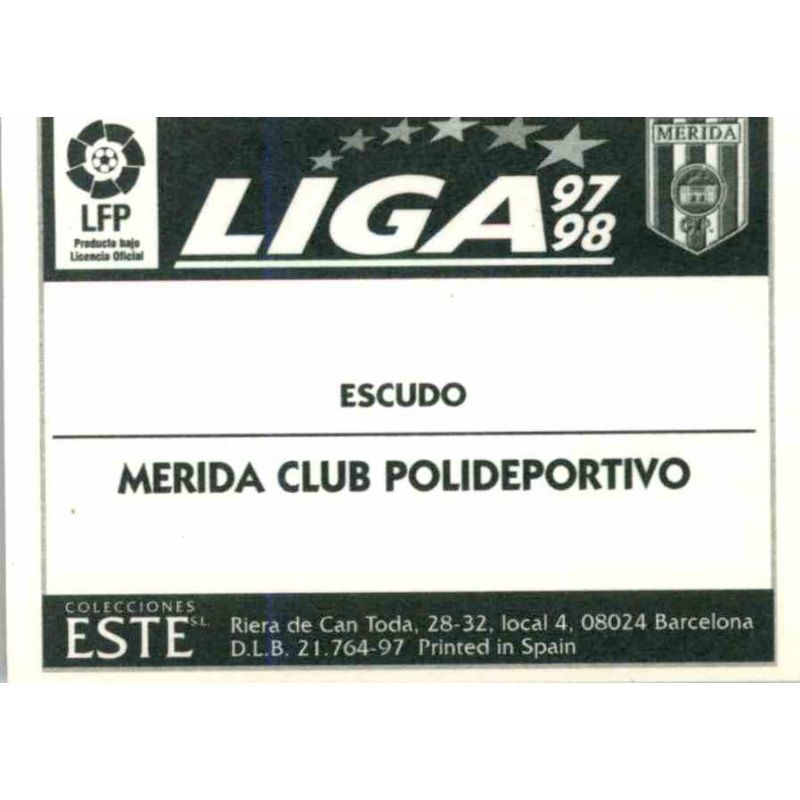 LFP
Producto bajo
Licencia Oficial
LIGA 97
98
MERIDA
C.P.
ESCUDO
MERIDA CLUB POLIDEPORTIVO
COLECCIONES
ESTE S.L.
Riera de Can Toda, 28-32, local 4, 08024 Barcelona
D.L.B. 21.764-97 Printed in Spain